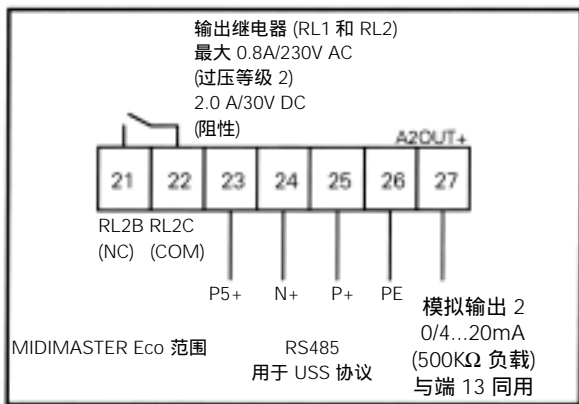 输出继电器 (RL1 和 RL2)
最大 0.8A/230V AC
(过压等级 2)
2.0 A/30V DC
(阻性)
A2OUT+
21 22 23 24 25 26 27
RL2B RL2C
(NC) (COM)
P5+ N+ P+ PE
模拟输出 2
0/4...20mA
(500KΩ 负载)
与端 13 同用
MIDIMASTER Eco 范围
RS485
用于 USS 协议